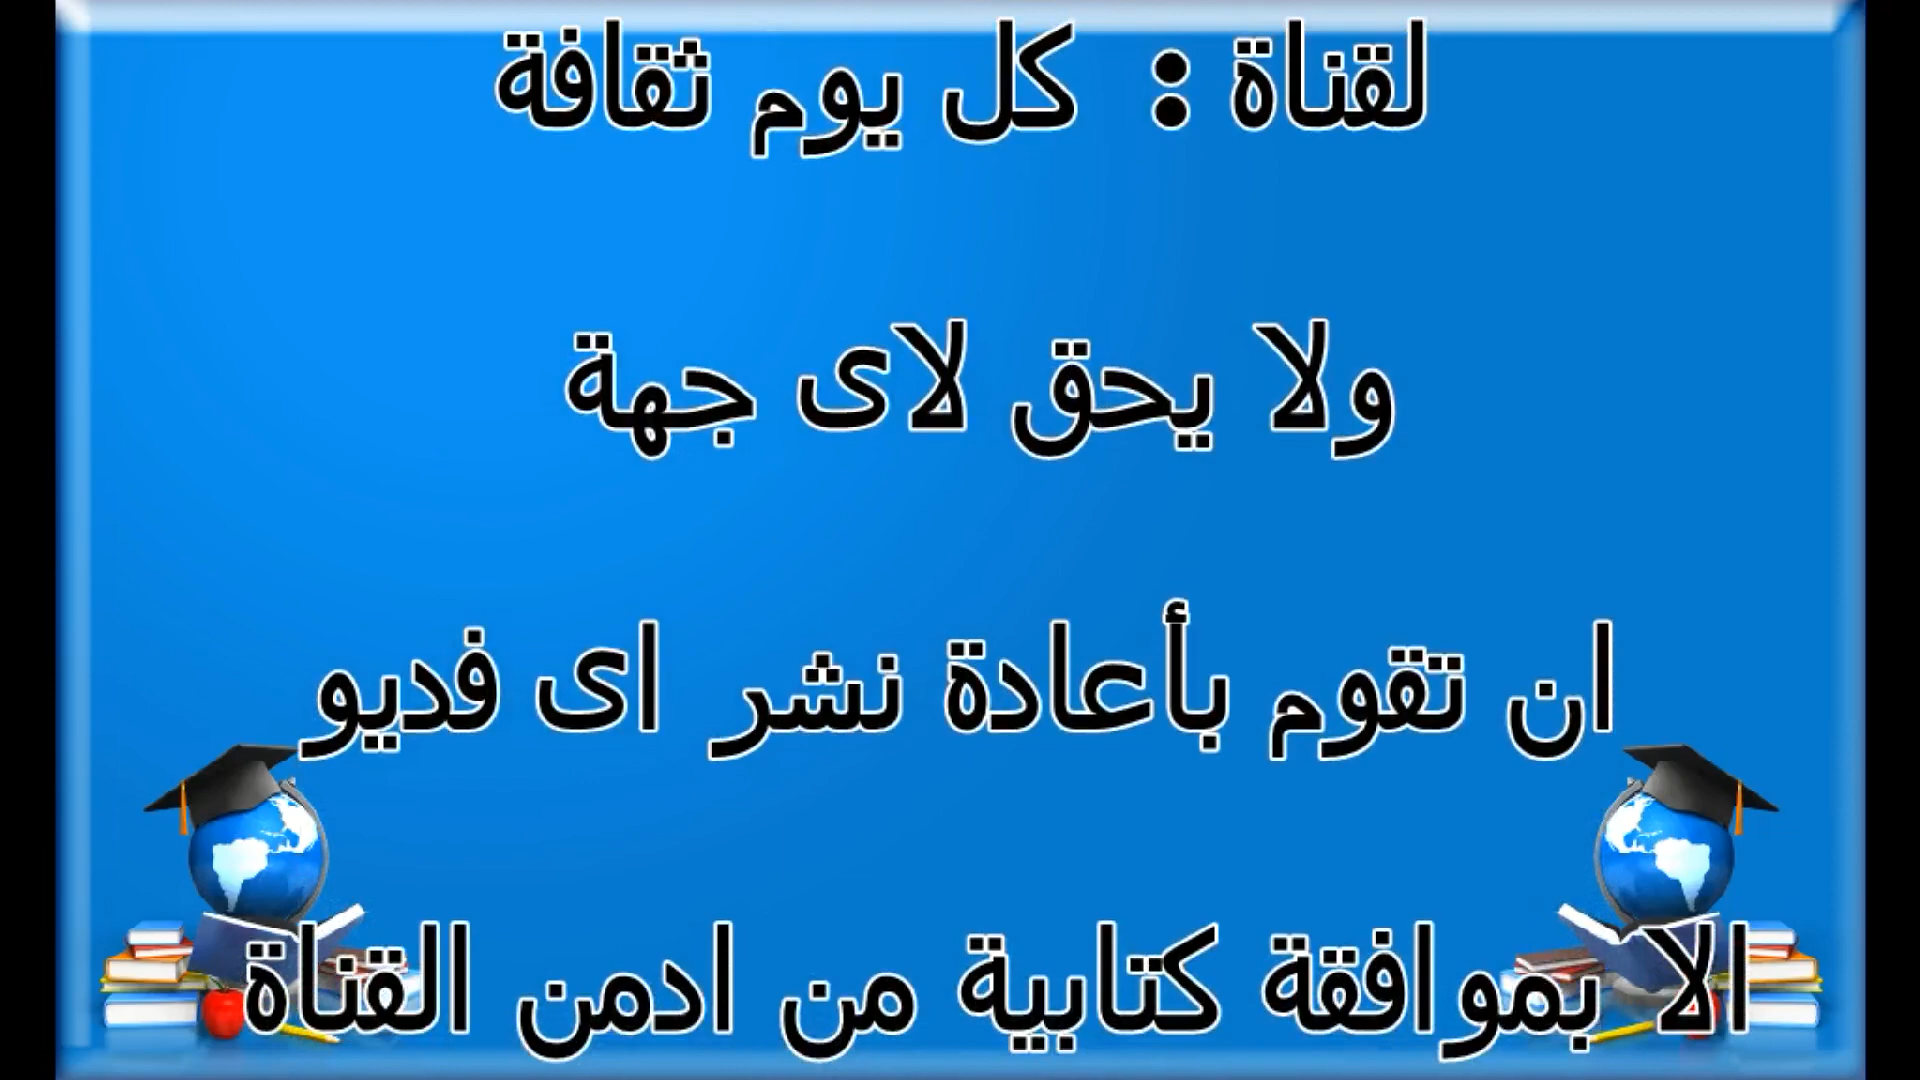 لقناة : كل يوم ثقافة
ولا يحق لاى جهة
ان تقوم بأعادة نشر اى فديو
الا بموافقة كتابية من ادمن القناة